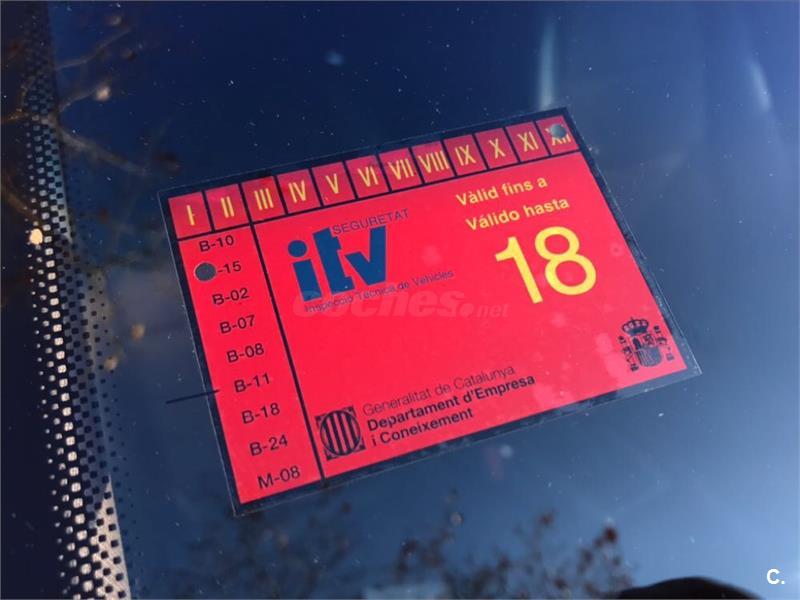 I II III IV V VI VII VIII IX X XI XII
B-10
-15
B-02
B-07
B-08
B-11
B-18
B-24
M-08
SEGURETAT
itv
Inspecció Tècnica de Vehicles
Vàlid fins a
Válido hasta
18
coches.net
Generalitat de Catalunya
Departament d'Empresa
i Coneixement
C.